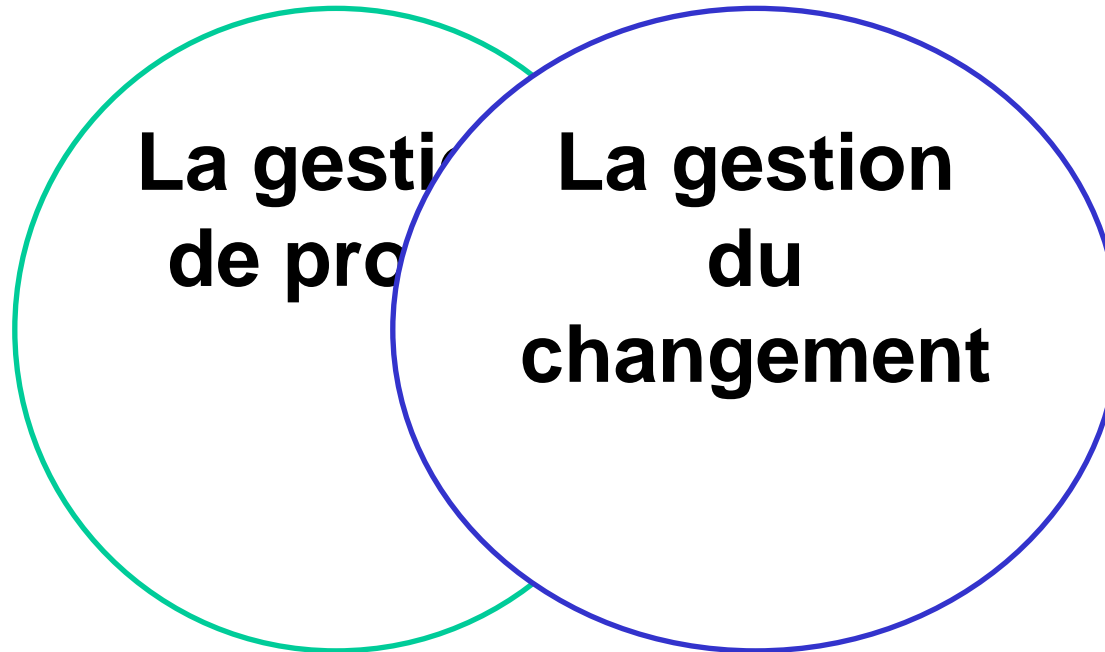 La gesti
de pro
La gestion
du
changement